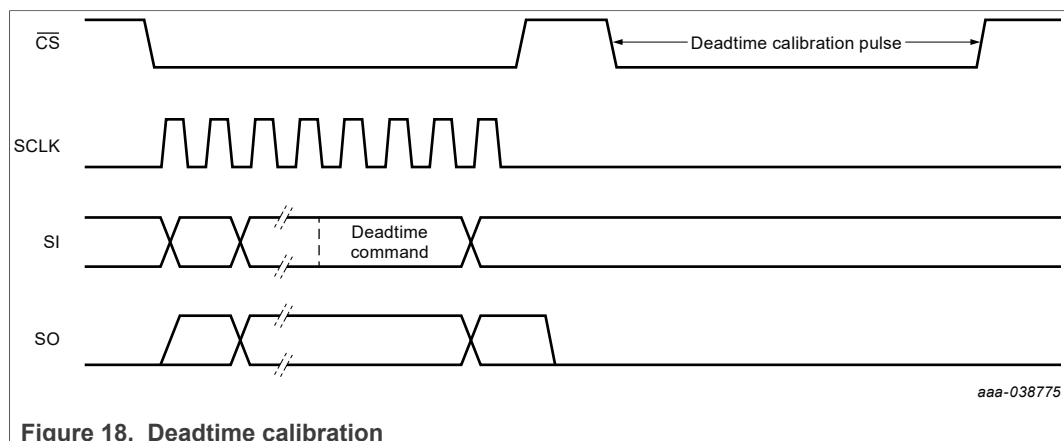 CS
Deadtime calibration pulse
SCLK
SI
Deadtime
command
SO
aaa-038775
Figure 18. Deadtime calibration